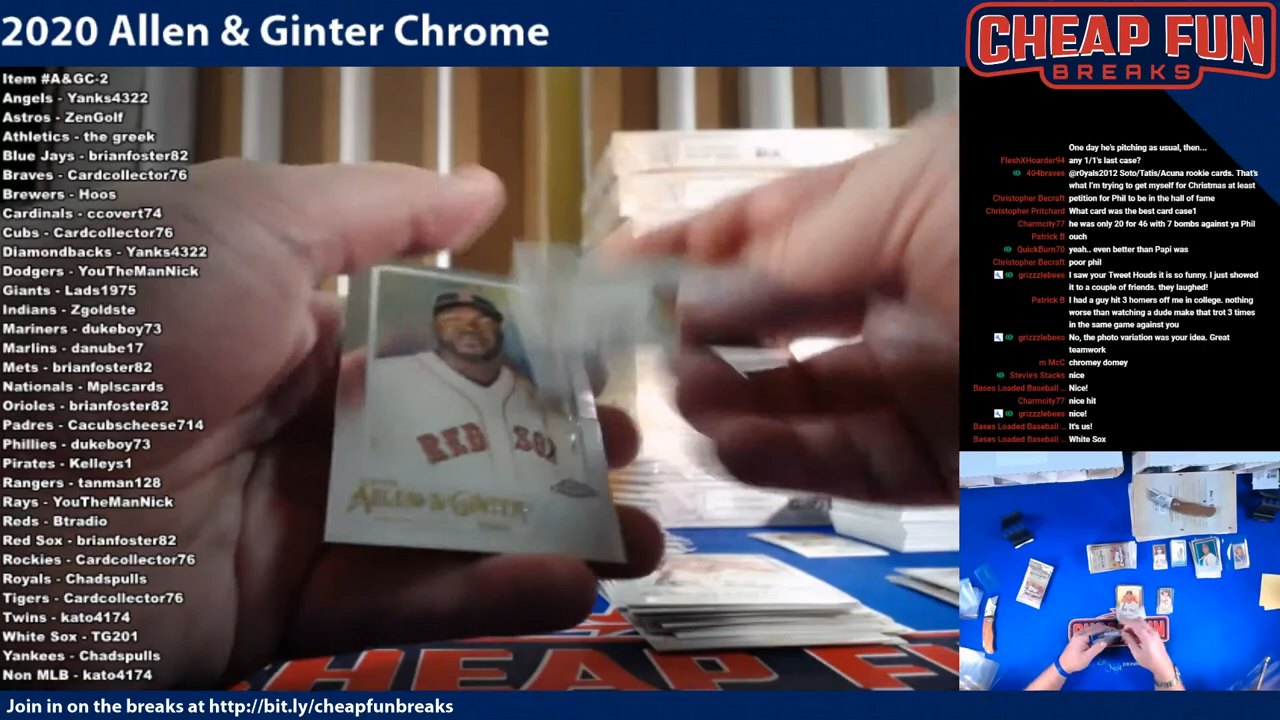 2020 Allen & Ginter Chrome
CHEAP FUN
BREAKS
Item #A&GC-2
Angels - Yanks4322
Astros - ZenGolf
Athletics - the greek
Blue Jays - brianfoster82
Braves - Cardcollector76
Brewers - Hoos
Cardinals - ccovert74
Cubs - Cardcollector76
Diamondbacks - Yanks4322
Dodgers - YouTheManNick
Giants - Lads1975
Indians - Zgoldste
Mariners - dukeboy73
Marlins - danube17
Mets - brianfoster82
Nationals - Mplscards
Orioles - brianfoster82
Padres - Cacubscheese714
Phillies - dukeboy73
Pirates - Kelleys1
Rangers - tanman128
Rays - YouTheManNick
Reds - Btradio
Red Sox - brianfoster82
Rockies - Cardcollector76
Royals - Chadspulls
Tigers - Cardcollector76
Twins - kato4174
White Sox - TG201
Yankees - Chadspulls
Non MLB - kato4174
RED SOX
ALLEN & GINTER
CHEAP FUN
One day he's pitching as usual, then...
FleshXHoarder94 any 1/1's last case?
404braves @r0yals2012 Soto/Tatis/Acuna rookie cards. That's
what I'm trying to get myself for Christmas at least
Christopher Becraft petition for Phil to be in the hall of fame
Christopher Pritchard What card was the best card case1
Charmcity77 he was only 20 for 46 with 7 bombs against ya Phil
Patrick B ouch
QuickBurn70 yeah.. even better than Papi was
Christopher Becraft poor phil
grizzzlebees I saw your Tweet Houds it is so funny. I just showed
it to a couple of friends. they laughed!
Patrick B I had a guy hit 3 homers off me in college. nothing
worse than watching a dude make that trot 3 times
in the same game against you
grizzzlebees No, the photo variation was your idea. Great
teamwork
m McC chromey domey
Stevie's Stacks nice
Bases Loaded Baseball ... Nice!
Charmcity77 nice hit
grizzzlebees nice!
Bases Loaded Baseball ... It's us!
Bases Loaded Baseball ... White Sox
CHEAP FUN
Join in on the breaks at http://bit.ly/cheapfunbreaks